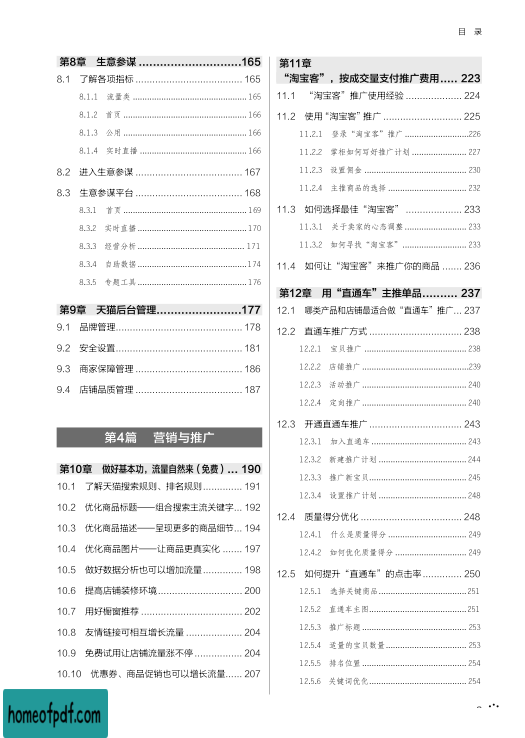 目 录
第8章 生意参谋 ............................165
8.1 了解各项指标 ............................ 165
8.1.1 流量类 ............................ 165
8.1.2 首页 ............................ 166
8.1.3 公用 ............................ 166
8.1.4 实时直播 ............................ 166
8.2 进入生意参谋 ............................ 167
8.3 生意参谋平台 ............................ 168
8.3.1 首页 ............................ 169
8.3.2 实时直播 ............................ 170
8.3.3 经营分析 ............................ 171
8.3.4 自助数据 ............................ 174
8.3.5 专题工具 ............................ 176
第9章 天猫后台管理........................177
9.1 品牌管理............................ 178
9.2 安全设置............................ 181
9.3 商家保障管理 ............................ 186
9.4 店铺品质管理 ............................ 187
第4篇 营销与推广
第10章 做好基本功，流量自然来（免费）... 190
10.1 了解天猫搜索规则、排名规则.............. 191
10.2 优化商品标题——组合搜索主流关键字... 192
10.3 优化商品描述——呈现更多的商品细节... 194
10.4 优化商品图片——让商品更真实化 ....... 197
10.5 做好数据分析也可以增加流量.............. 198
10.6 提高店铺装修环境............................ 200
10.7 用好橱窗推荐 ............................ 202
10.8 友情链接可相互增长流量 .................... 204
10.9 免费试用让店铺流量涨不停 ................. 204
10.10 优惠券、商品促销也可以增长流量...... 207
第11章
“淘宝客”，按成交量支付推广费用..... 223
11.1 “淘宝客”推广使用经验 .................... 224
11.2 使用“淘宝客”推广 ............................ 225
11.2.1 登录“淘宝客”推广 ............................226
11.2.2 掌柜如何写好推广计划 ...................... 227
11.2.3 设置佣金 ............................ 230
11.2.4 主推商品的选择 ............................ 232
11.3 如何选择最佳“淘宝客” .................... 233
11.3.1 关于卖家的心态调整 ........................ 233
11.3.2 如何寻找“淘宝客” ........................ 233
11.4 如何让“淘宝客”来推广你的商品 ....... 236
第12章 用“直通车”主推单品.......... 237
12.1 哪类产品和店铺最适合做“直通车”推广... 237
12.2 直通车推广方式 ............................ 238
12.2.1 宝贝推广 ............................ 238
12.2.2 店铺推广 ............................239
12.2.3 活动推广 ............................ 240
12.2.4 定向推广............................ 240
12.3 开通直通车推广 ............................ 243
12.3.1 加入直通车 ............................ 243
12.3.2 新建推广计划 ............................ 244
12.3.3 推广新宝贝............................ 245
12.3.4 设置推广计划 ............................ 248
12.4 质量得分优化 ............................ 248
12.4.1 什么是质量得分 ............................ 249
12.4.2 如何优化质量得分 ............................ 249
12.5 如何提升“直通车”的点击率.............. 250
12.5.1 选择关键商品............................251
12.5.2 直通车主图............................251
12.5.3 推广标题 ............................ 253
12.5.4 适量的宝贝数量............................ 253
12.5.5 排名位置 ............................ 254
12.5.6 关键词优化............................ 254
homeofpdf.com